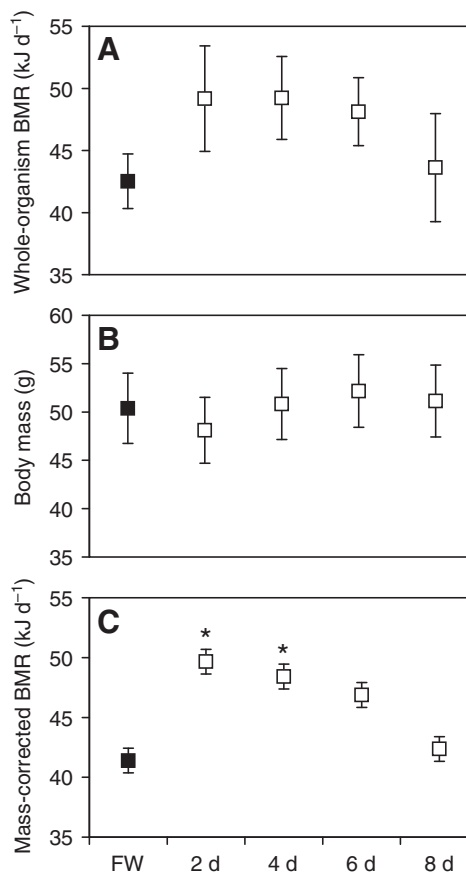 A
Whole-organism BMR (kJ d⁻¹)
55
50
45
40
35
B
Body mass (g)
60
55
50
45
40
35
C
Mass-corrected BMR (kJ d⁻¹)
55
50
45
40
35
* *
FW 2 d 4 d 6 d 8 d